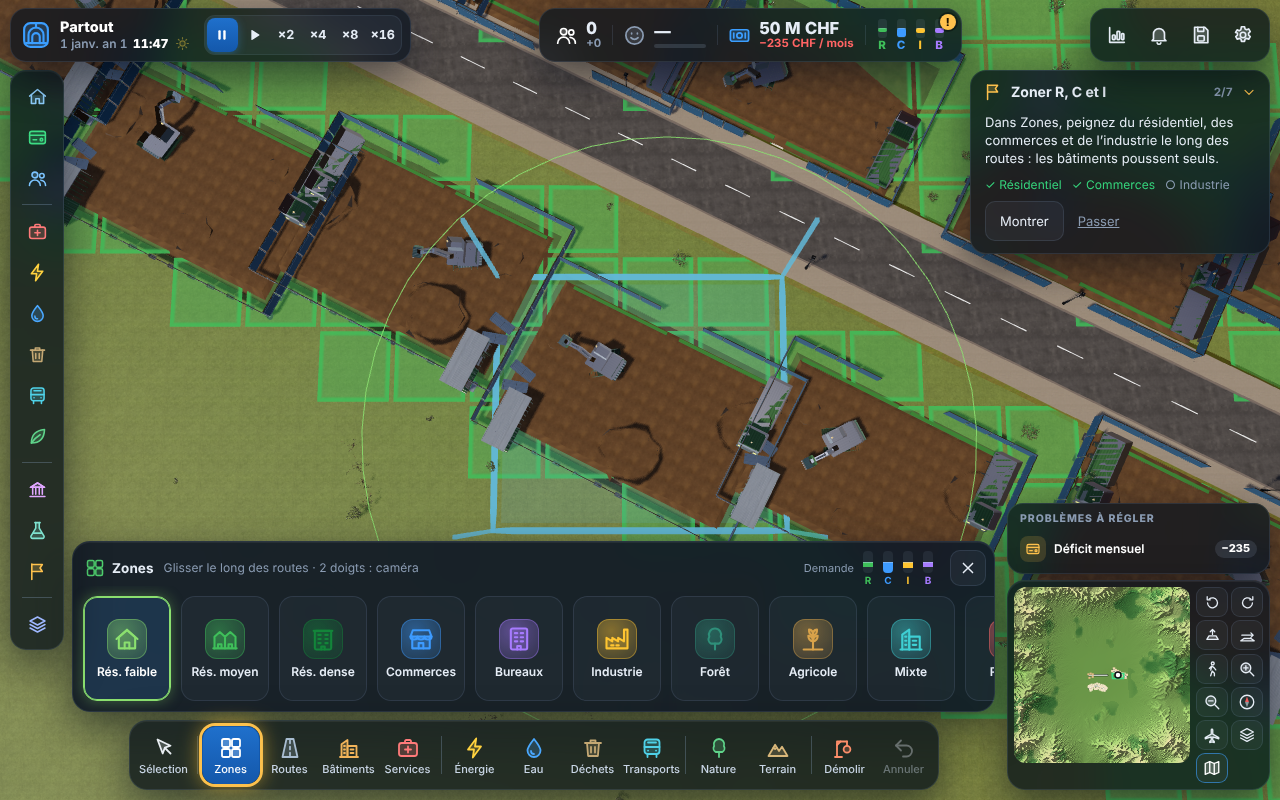 Partout
1 janv. an 1 11:47
×2 ×4 ×8 ×16
0
+0
—
50 M CHF
−235 CHF / mois
R C I B
!
Zoner R, C et I 2/7
Dans Zones, peignez du résidentiel, des
commerces et de l’industrie le long des
routes : les bâtiments poussent seuls.
Résidentiel Commerces Industrie
Montrer Passer
PROBLÈMES À RÉGLER
Déficit mensuel −235
Zones Glisser le long des routes · 2 doigts : caméra Demande
R C I B
Rés. faible Rés. moyen Rés. dense Commerces Bureaux Industrie Forêt Agricole Mixte
Sélection Zones Routes Bâtiments Services Énergie Eau Déchets Transports Nature Terrain Démolir Annuler